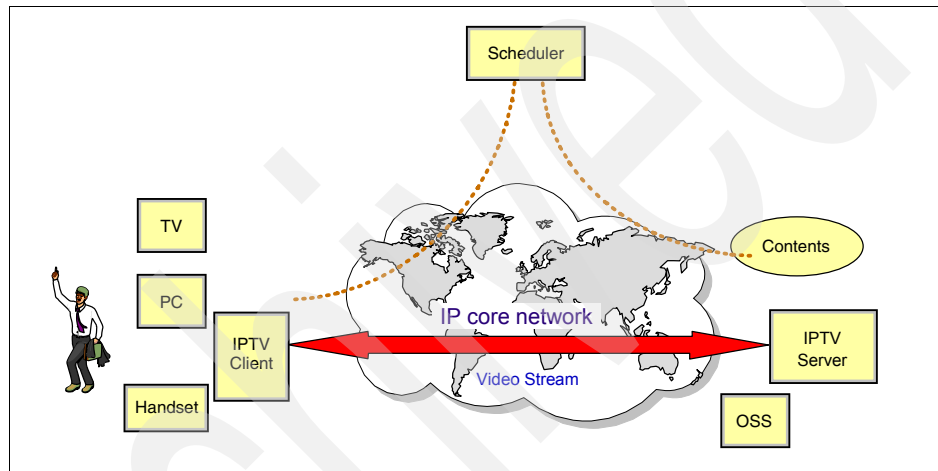 Scheduler
TV
Contents
PC
IP core network
IPTV
Client
IPTV
Server
Video Stream
Handset
OSS